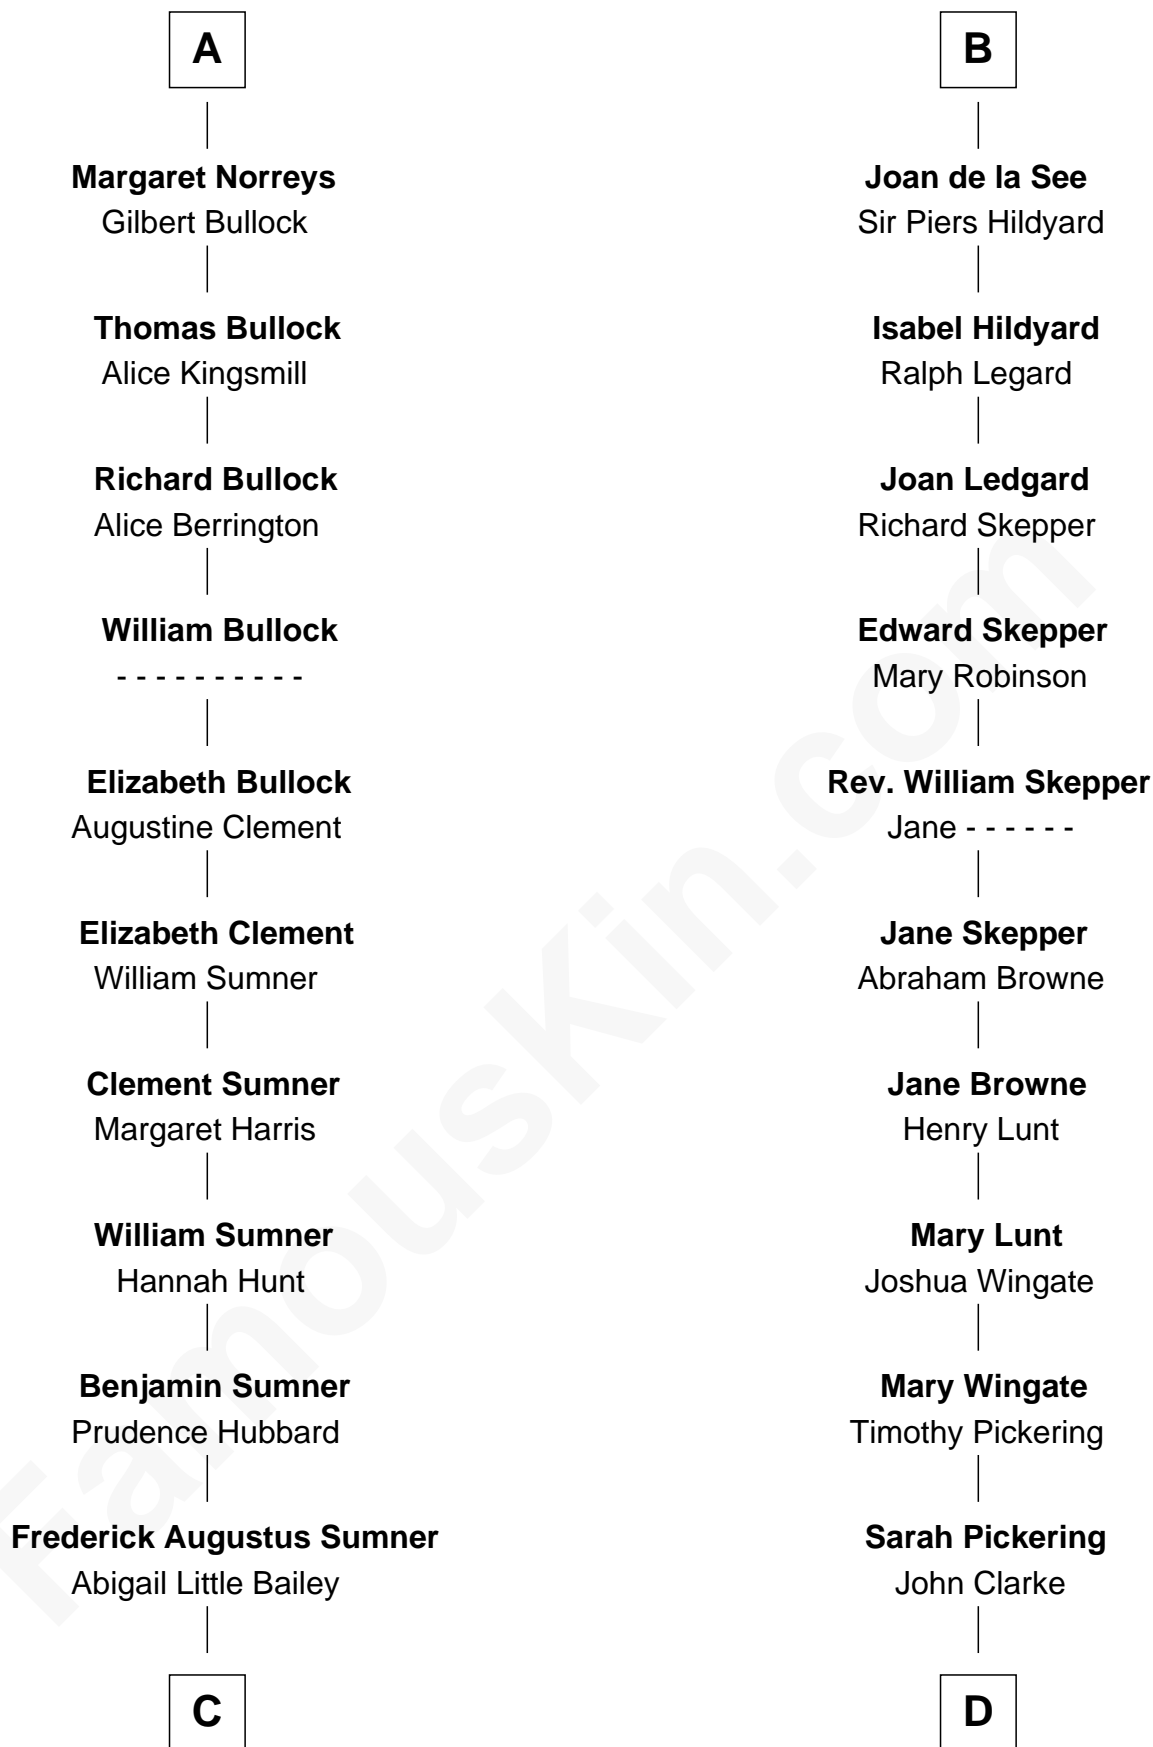 A
Margaret Norreys
Gilbert Bullock
Thomas Bullock
Alice Kingsmill
Richard Bullock
Alice Berrington
William Bullock
- - - - - - - - - -
Elizabeth Bullock
Augustine Clement
Elizabeth Clement
William Sumner
Clement Sumner
Margaret Harris
William Sumner
Hannah Hunt
Benjamin Sumner
Prudence Hubbard
Frederick Augustus Sumner
Abigail Little Bailey
C
B
Joan de la See
Sir Piers Hildyard
Isabel Hildyard
Ralph Legard
Joan Ledgard
Richard Skepper
Edward Skepper
Mary Robinson
Rev. William Skepper
Jane - - - - - -
Jane Skepper
Abraham Browne
Jane Browne
Henry Lunt
Mary Lunt
Joshua Wingate
Mary Wingate
Timothy Pickering
Sarah Pickering
John Clarke
D
FamousKin.com